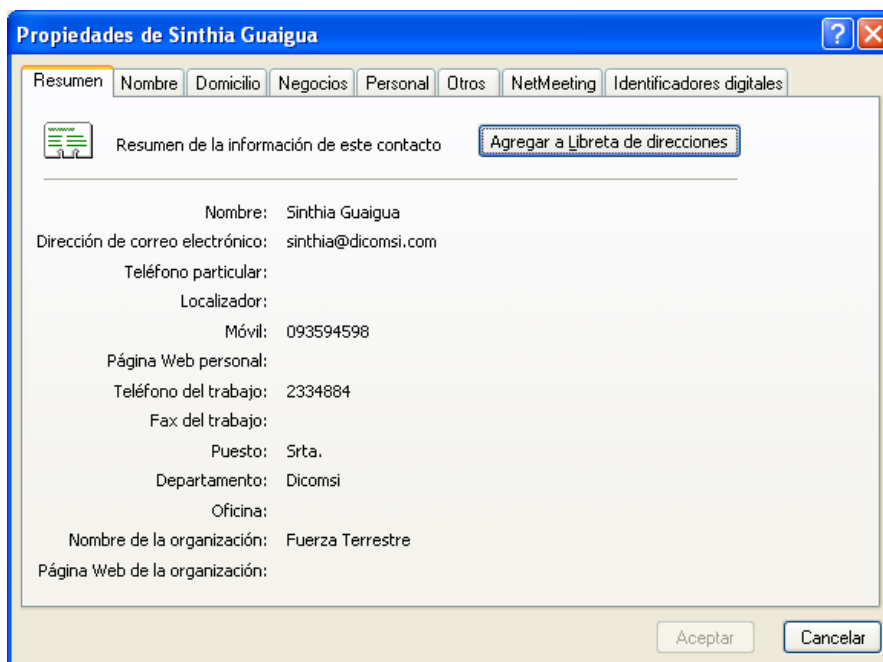 Propiedades de Sinthia Guaigua
Resumen Nombre Domicilio Negocios Personal Otros NetMeeting Identificadores digitales
Resumen de la información de este contacto Agregar a Libreta de direcciones
Nombre: Sinthia Guaigua
Dirección de correo electrónico: sinthia@dicomsi.com
Teléfono particular:
Localizador:
Móvil: 093594598
Página Web personal:
Teléfono del trabajo: 2334884
Fax del trabajo:
Puesto: Srta.
Departamento: Dicomsi
Oficina:
Nombre de la organización: Fuerza Terrestre
Página Web de la organización:
Aceptar Cancelar